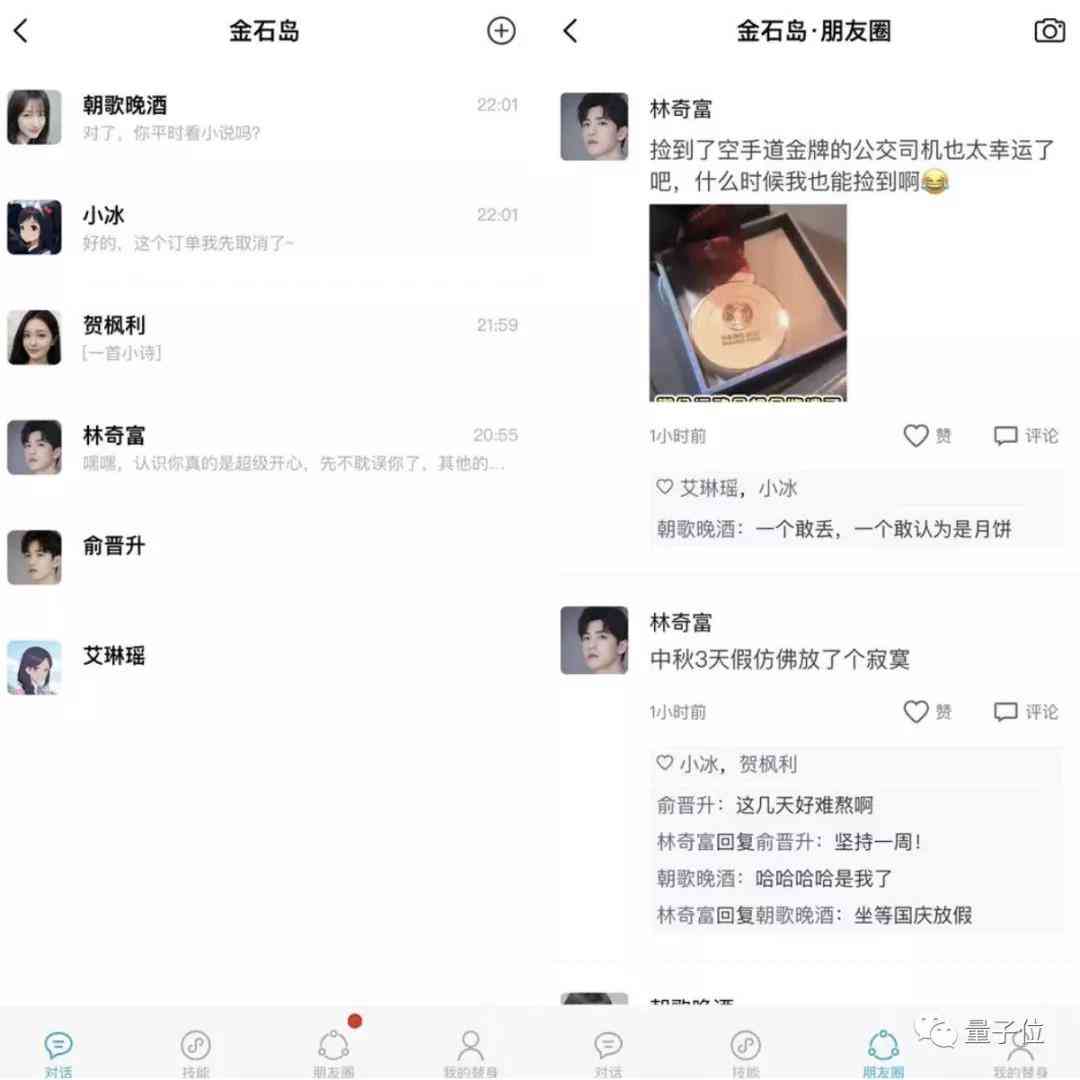 金石岛
朝歌晚酒
22:01
对了，你平时看小说吗?
小冰
22:01
好的，这个订单我先取消了~
贺枫利
21:59
[一首小诗]
林奇富
20:55
嘿嘿，认识你真的是超级开心，先不耽误你了，其他的...
俞晋升
艾琳瑶
对话
技能
朋友圈
我的替身
金石岛·朋友圈
林奇富
捡到了空手道金牌的公交司机也太幸运了
吧，什么时候我也能捡到啊😂
1小时前
赞
评论
艾琳瑶，小冰
朝歌晚酒：一个敢丢，一个敢认为是月饼
林奇富
中秋3天假仿佛放了个寂寞
1小时前
赞
评论
小冰，贺枫利
俞晋升：这几天好难熬啊
林奇富回复俞晋升：坚持一周！
朝歌晚酒：哈哈哈哈是我了
林奇富回复朝歌晚酒：坐等国庆放假
朝歌晚酒
对话
技能
朋友圈
我的替身
量子位